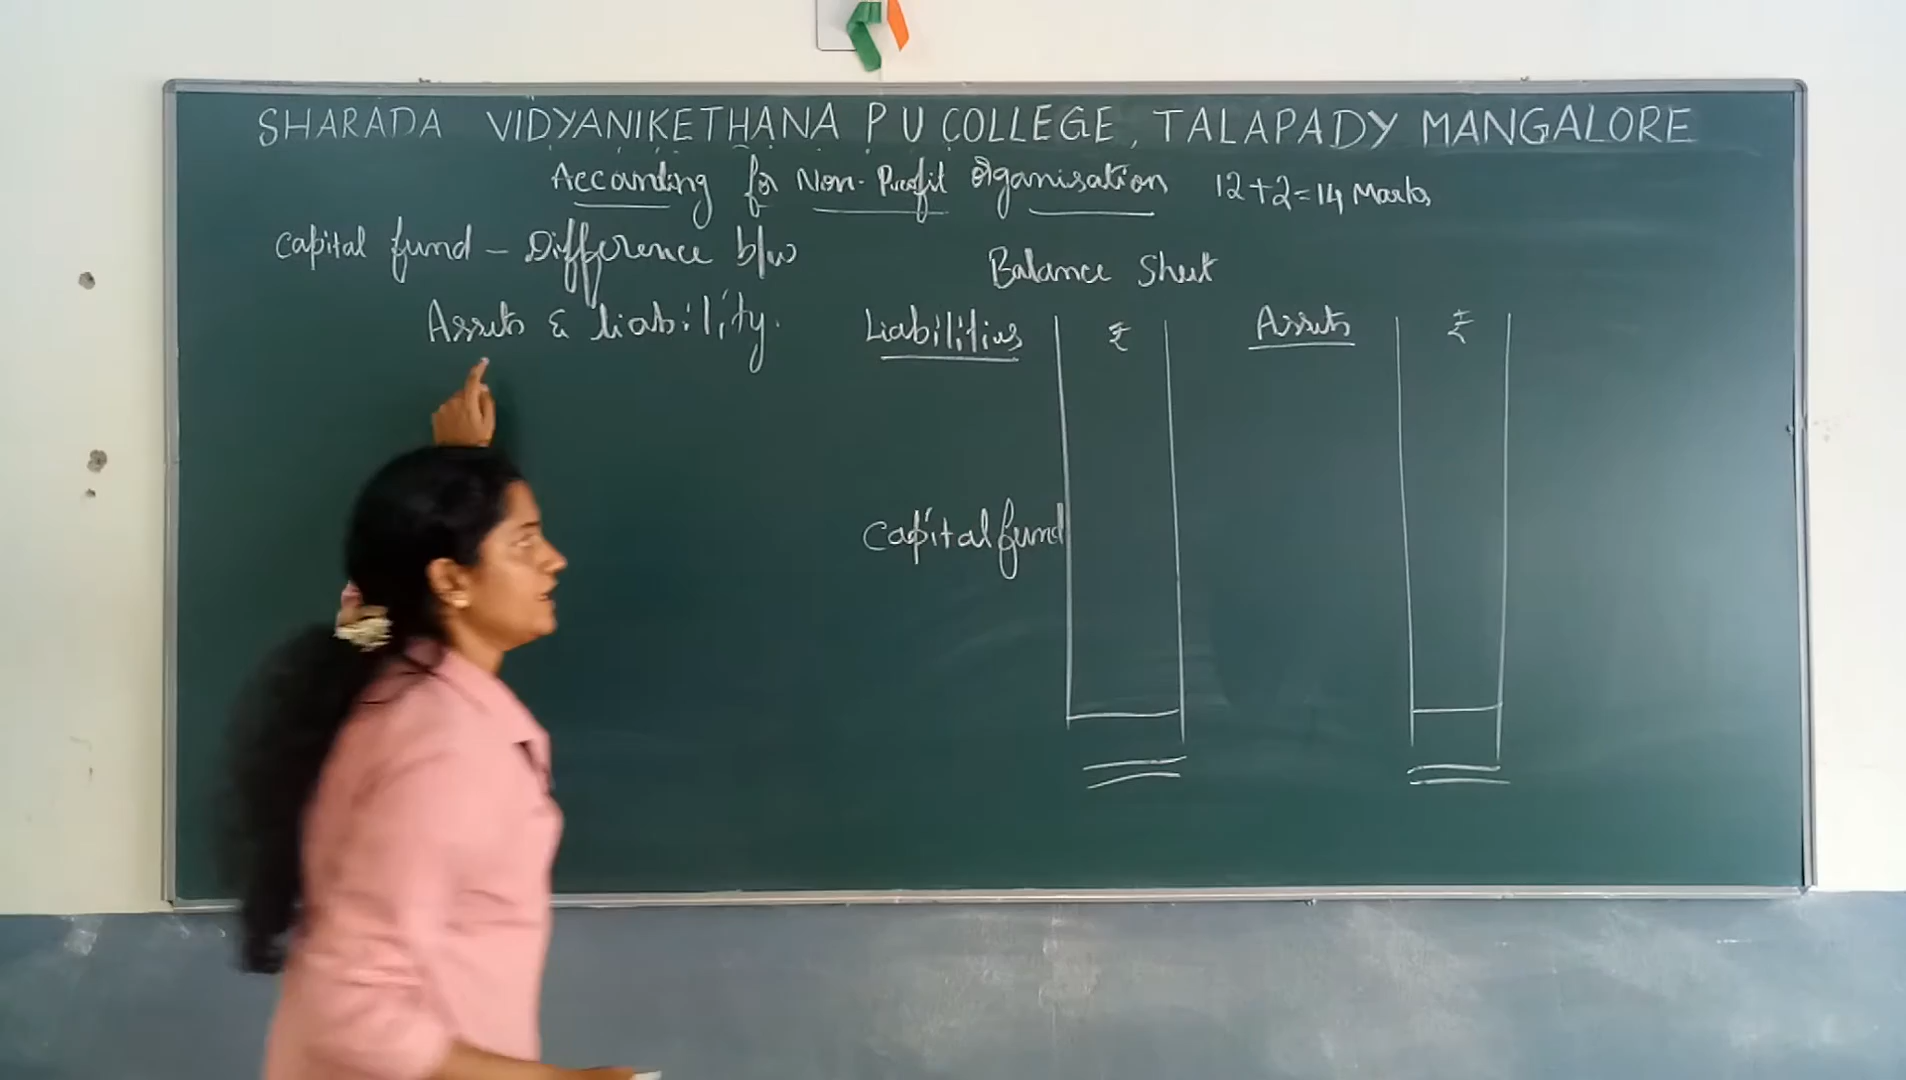 SHARADA VIDYANIKETHANA P U COLLEGE, TALAPADY MANGALORE
Accounting for Non-Profit Organisation 12+2=14 Marks
Capital fund - Difference b/w
Assets & liability.
Balance Sheet
Liabilities ₹ Assets ₹
Capital fund